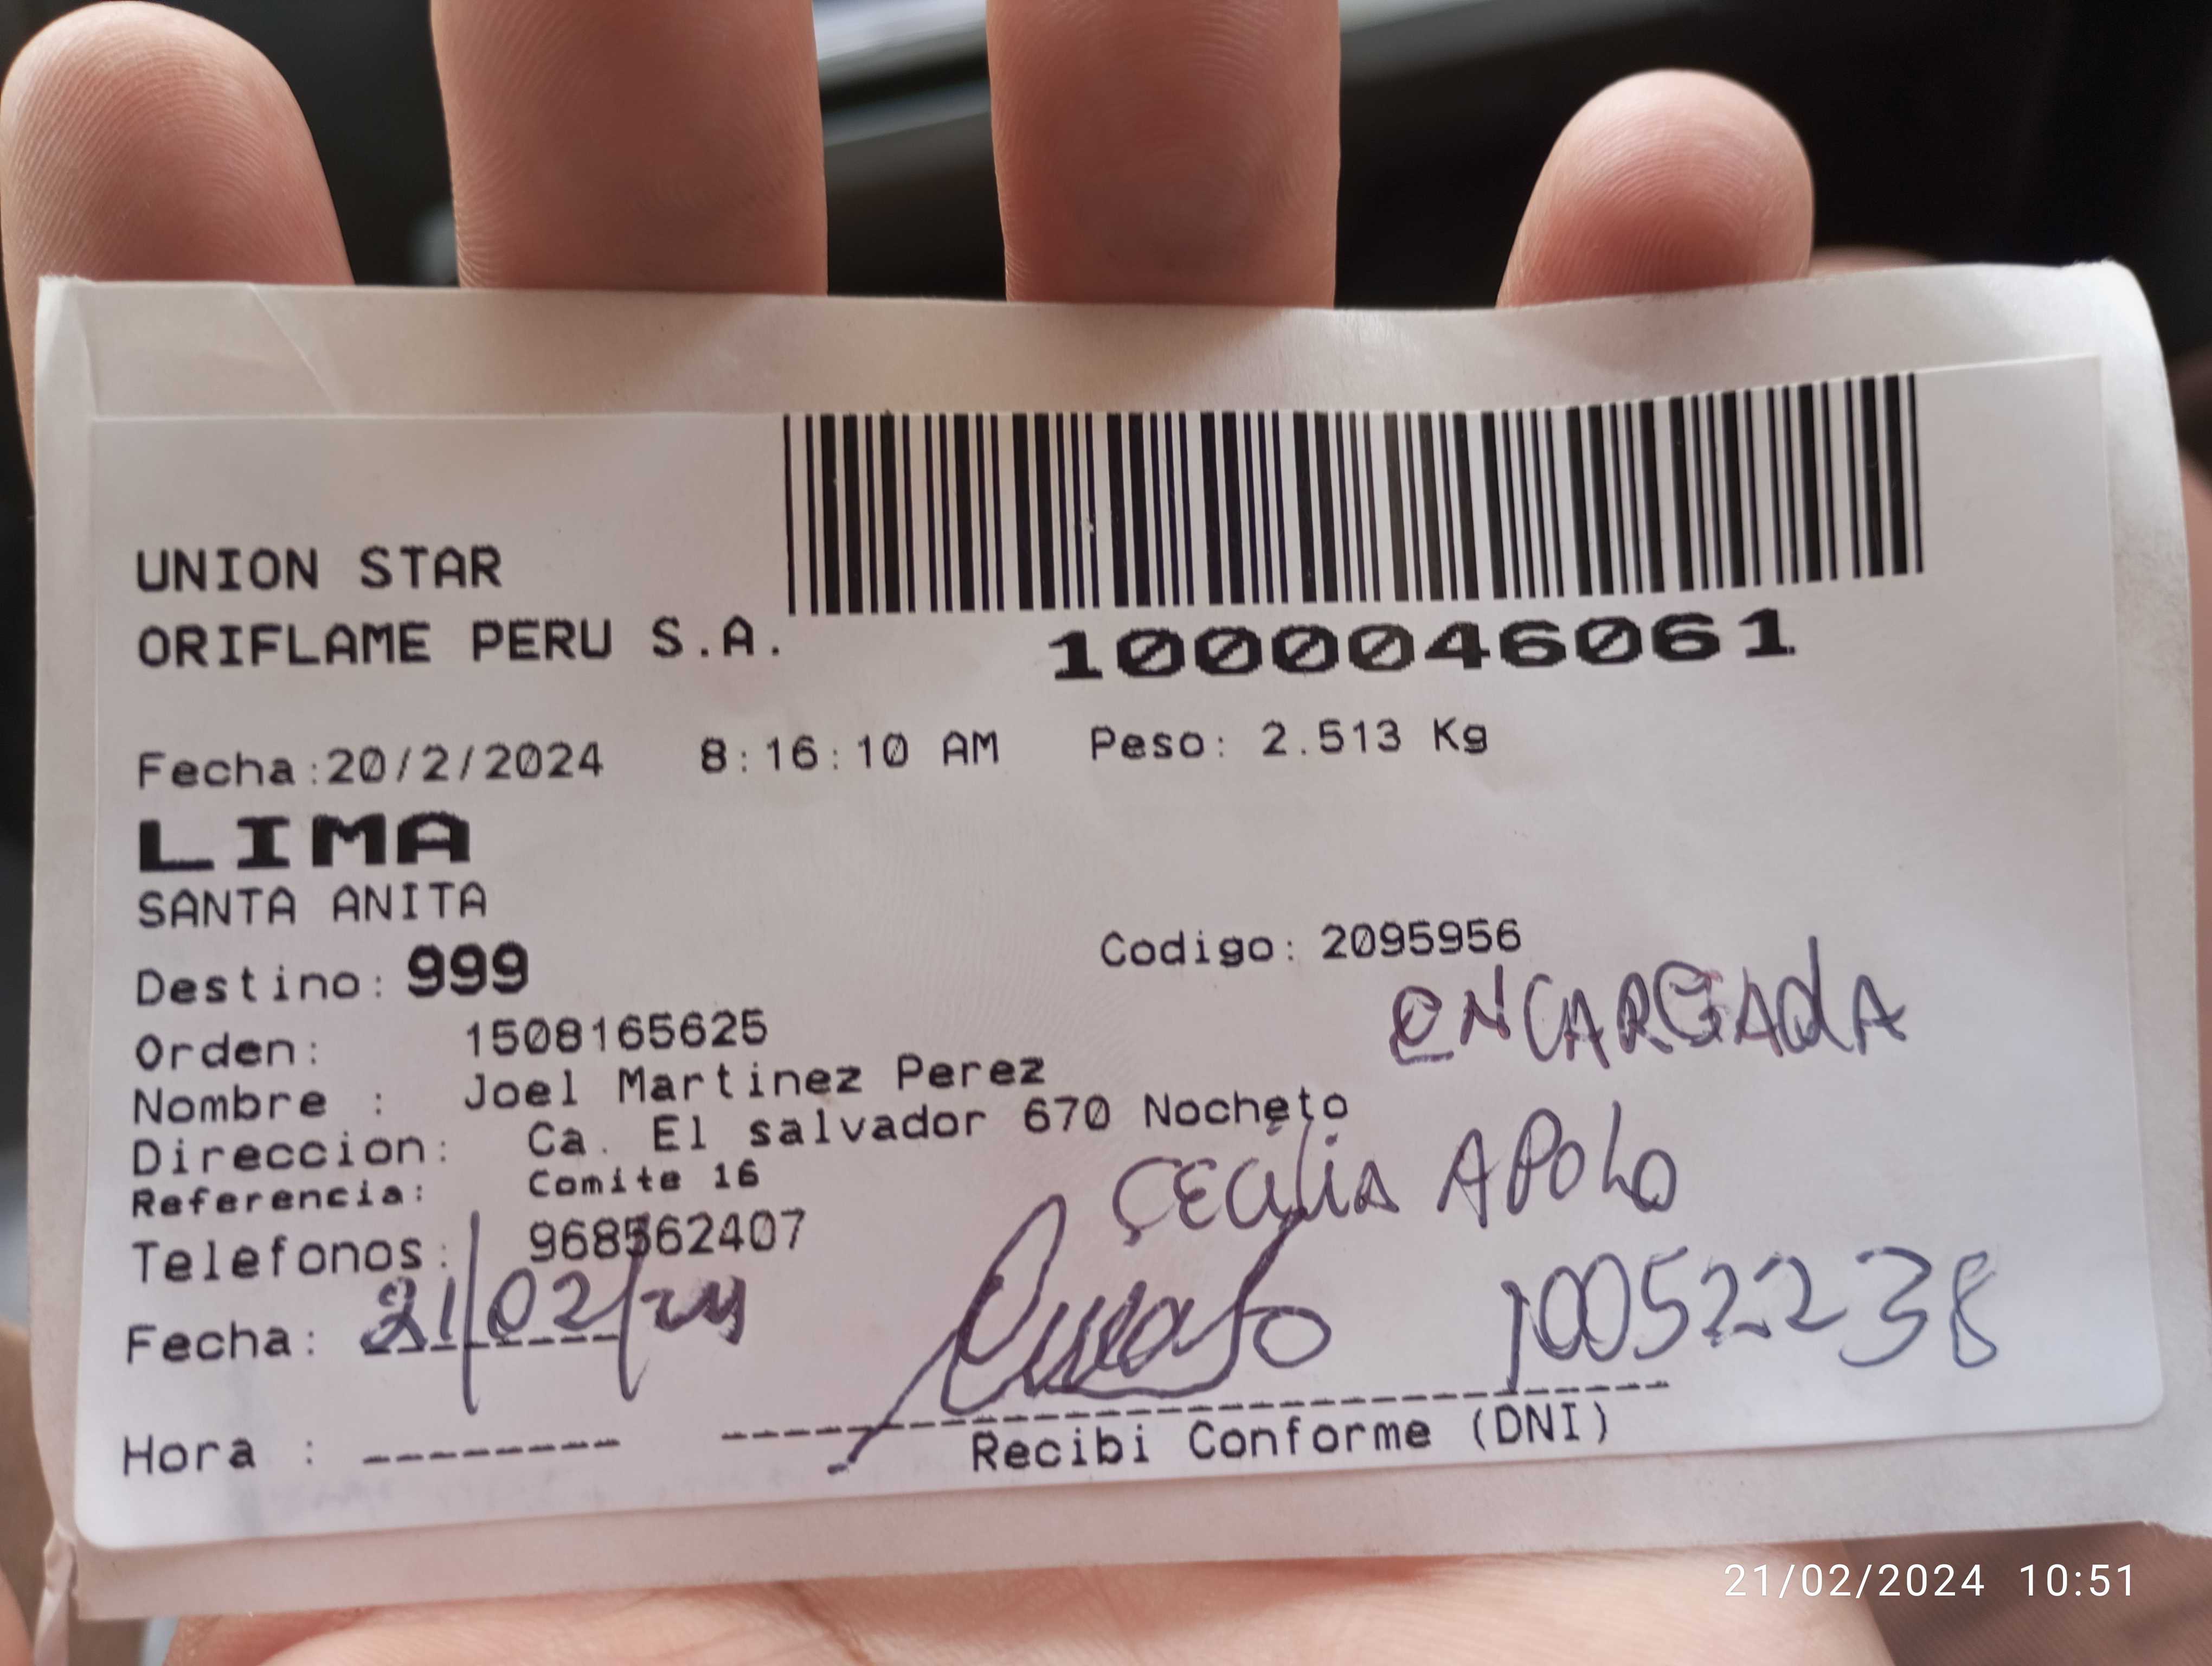 UNION STAR
ORIFLAME PERU S.A.
1000046061
Fecha:20/2/2024 8:16:10 AM Peso: 2.513 Kg
LIMA
SANTA ANITA
Destino: 999 Codigo: 2095956
ENCARGAdA
Orden: 1508165625
Nombre : Joel Martinez Perez
Direccion: Ca. El salvador 670 Nocheto
Referencia: Comite 16
CECiliA APOLO
Telefonos: 968562407
Fecha: 21/02/24
10052238
Hora :
Recibi Conforme (DNI)
21/02/2024 10:51